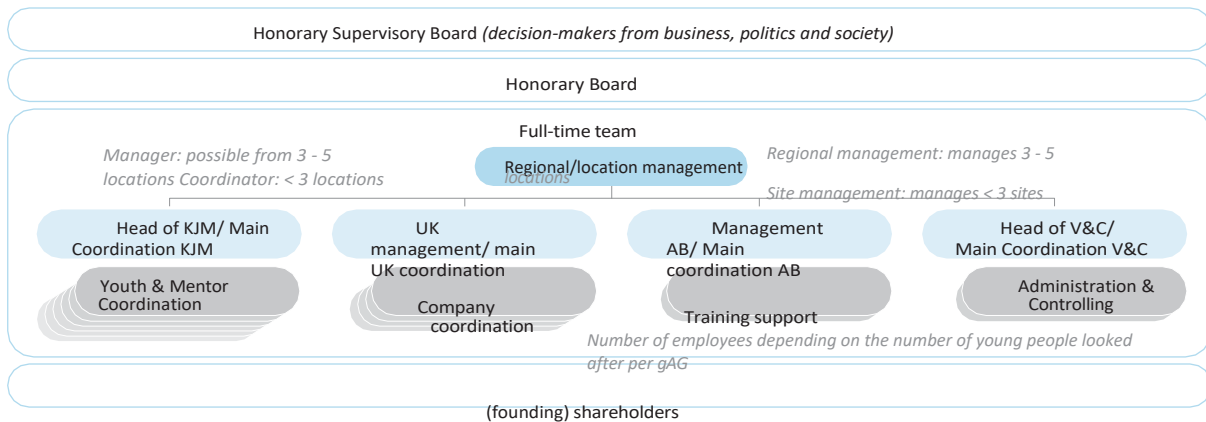 Honorary Supervisory Board (decision-makers from business, politics and society)
Honorary Board
Full-time team
Manager: possible from 3 - 5
locations Coordinator: < 3 locations
Regional/location management
Regional management: manages 3 - 5
locations
Site management: manages < 3 sites
Head of KJM/ Main
Coordination KJM
UK
management/ main
UK coordination
Management
AB/ Main
coordination AB
Head of V&C/
Main Coordination V&C
Youth & Mentor
Coordination
Company
coordination
Training support
Administration &
Controlling
Number of employees depending on the number of young people looked
after per gAG
(founding) shareholders